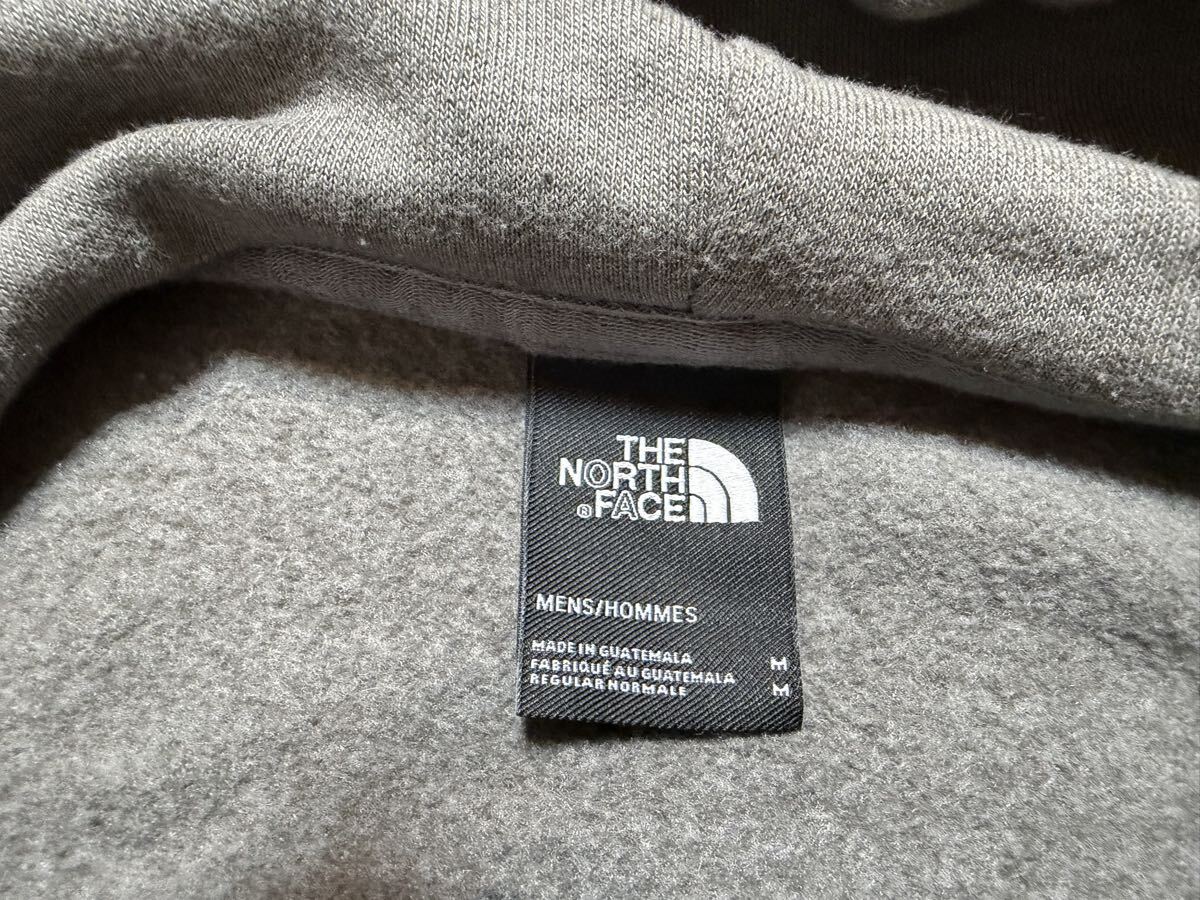 THE
NORTH
®FACE
MENS/HOMMES
MADE IN GUATEMALA M
FABRIQUÉ AU GUATEMALA
REGULAR NORMALE M